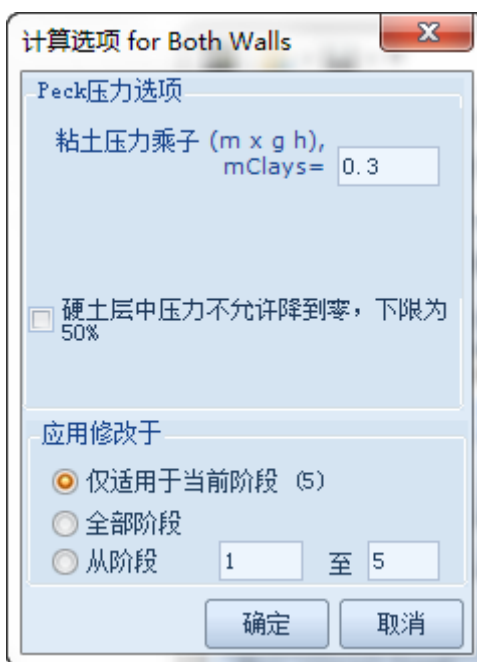 计算选项 for Both Walls
Peck压力选项
粘土压力乘子 (m x g h),
mClays= 0.3
硬土层中压力不允许降到零，下限为
50%
应用修改于
仅适用于当前阶段 (5)
全部阶段
从阶段 1 至 5
确定 取消